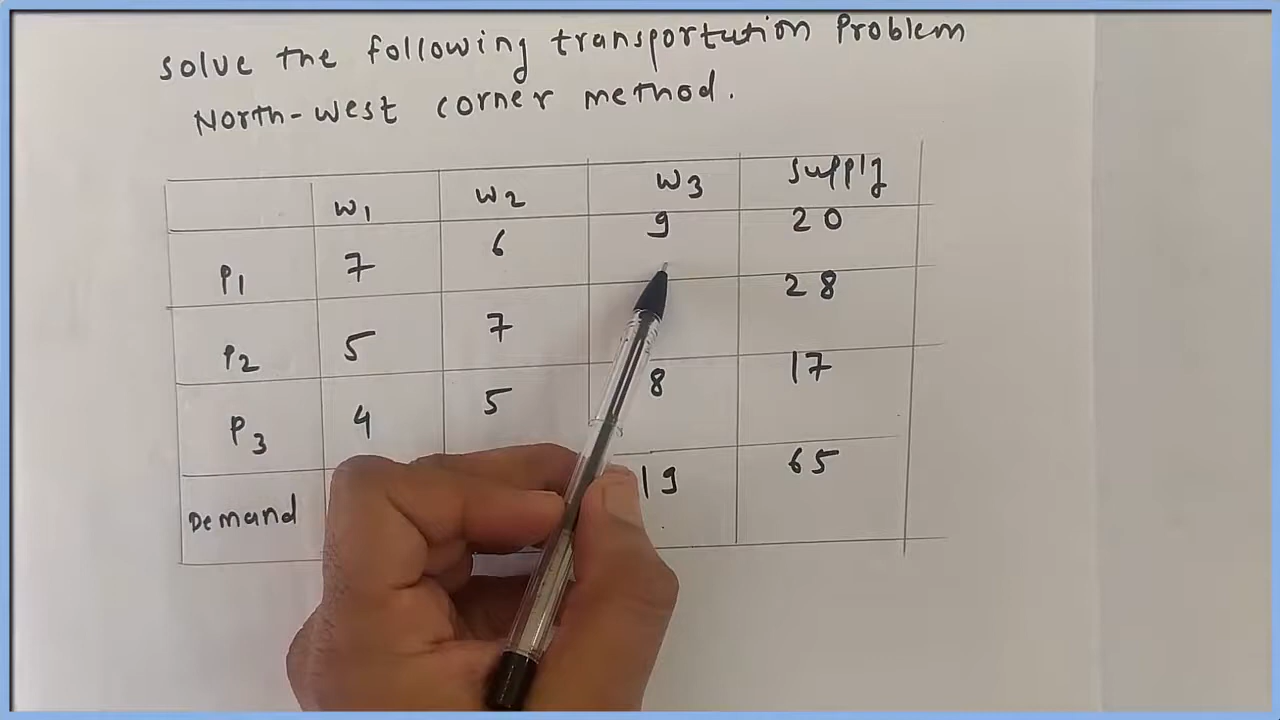 solve the following transportation Problem
North-west corner method.
w1 w2 w3 supply
P1 7 6 9 20
P2 5 7 28
P3 4 5 8 17
Demand 19 65